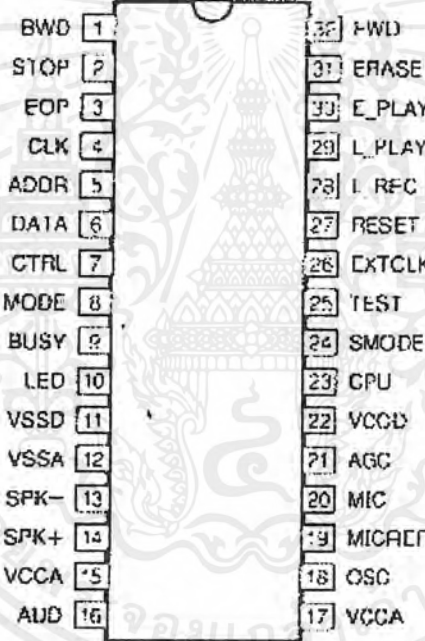 BWD 1 32 FWD
STOP 2 31 ERASE
EOP 3 30 E_PLAY
CLK 4 29 L_PLAY
ADDR 5 28 L_REC
DATA 6 27 RESET
CTRL 7 26 EXTCLK
MODE 8 25 TEST
BUSY 9 24 SMODE
LED 10 23 CPU
VSSD 11 22 VCCD
VSSA 12 21 AGC
SPK− 13 20 MIC
SPK+ 14 19 MICREF
VCCA 15 18 OSC
AUD 16 17 VCCA